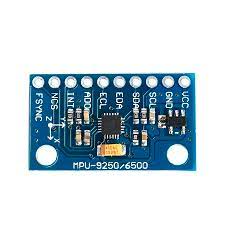 FSYNC
NCS
INT
ADO
ECL
EDA
SDA
SCL
GND
VCC
Z
Y
X
MPU-9250/6500